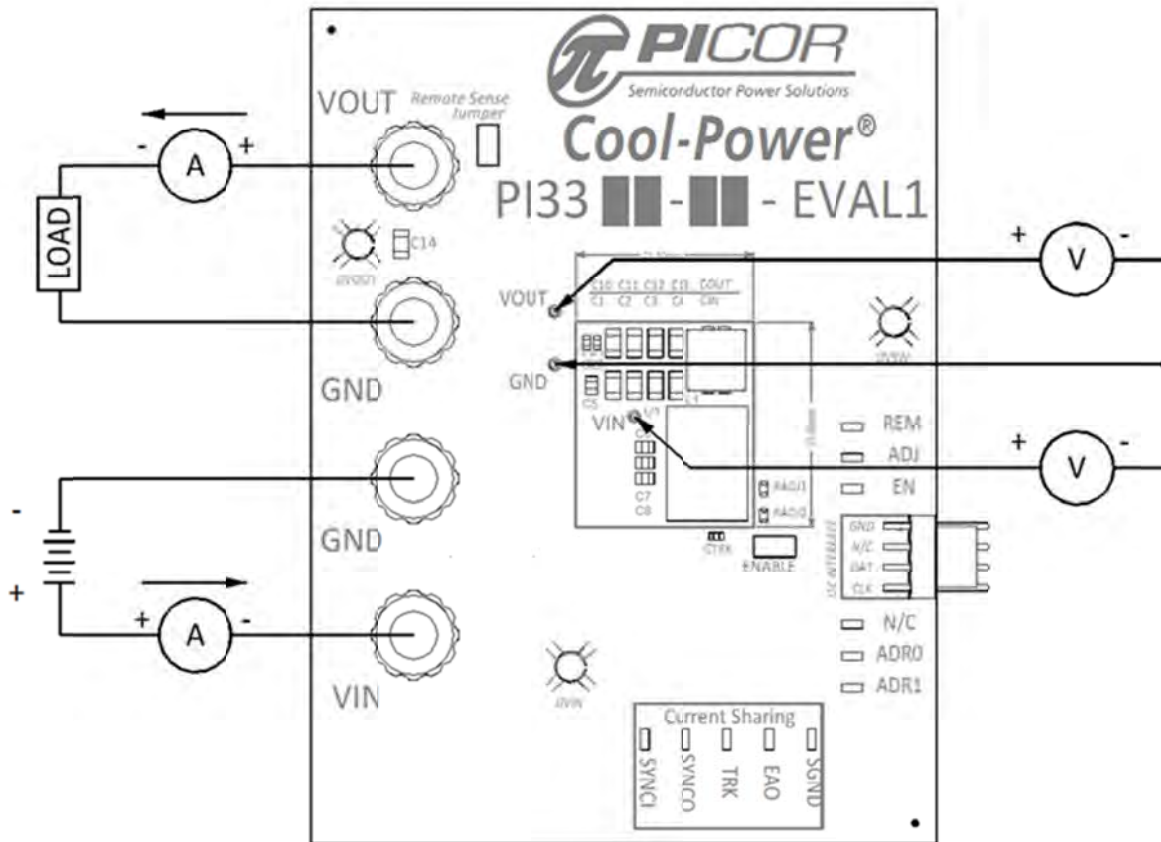 PICOR
Semiconductor Power Solutions
Cool-Power®
PI33 - - EVAL1
VOUT
Remote Sense
Jumper
- A +
LOAD
C14
GND
VOUT
C10 C11 C12 C13 COUT
C1 C2 C3 C4 CIN
+ V -
GND
C5
L1
VIN
C7
C8
+ V -
REM
ADJ
EN
GND
N/C
DAT
CLK
ENABLE
-
GND
+
+ A -
VIN
N/C
ADR0
ADR1
Current Sharing
SYNCI
SYNCO
TRK
EAO
SGND